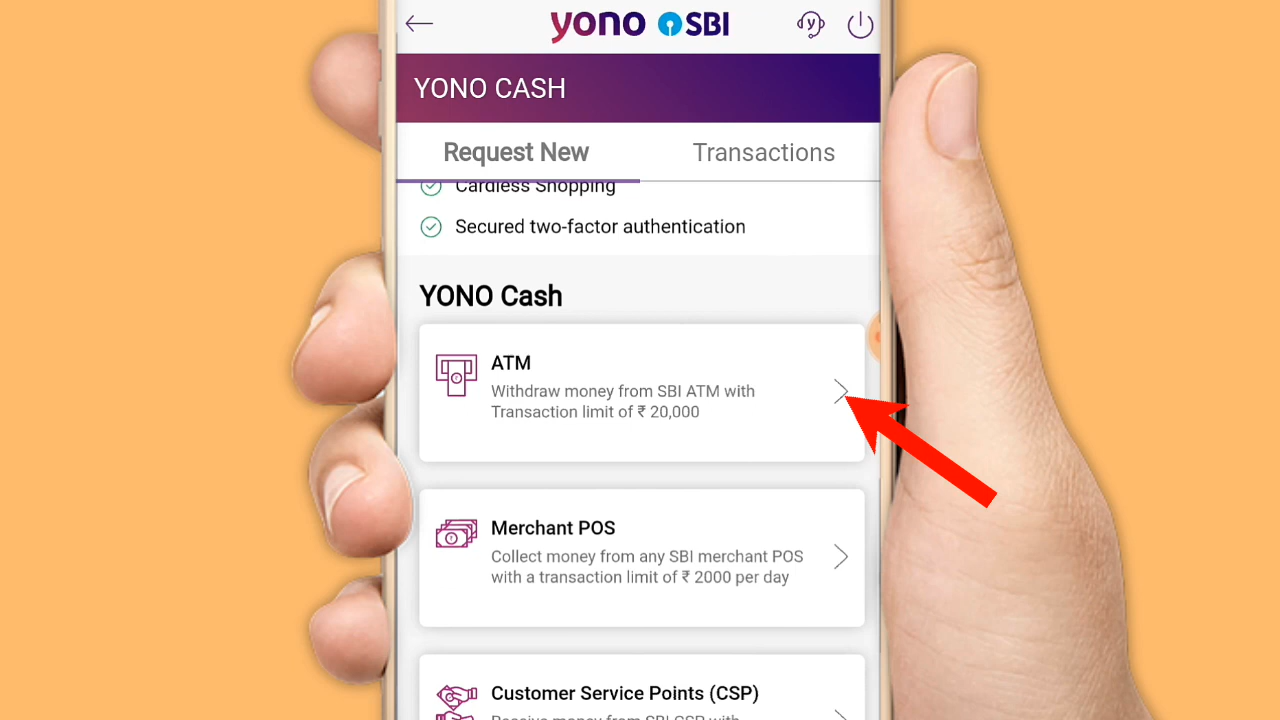 yono SBI
YONO CASH
Request New
Transactions
Cardless Shopping
Secured two-factor authentication
YONO Cash
ATM
Withdraw money from SBI ATM with
Transaction limit of ₹ 20,000
Merchant POS
Collect money from any SBI merchant POS
with a transaction limit of ₹ 2000 per day
Customer Service Points (CSP)
Receive money from SBI CSP with